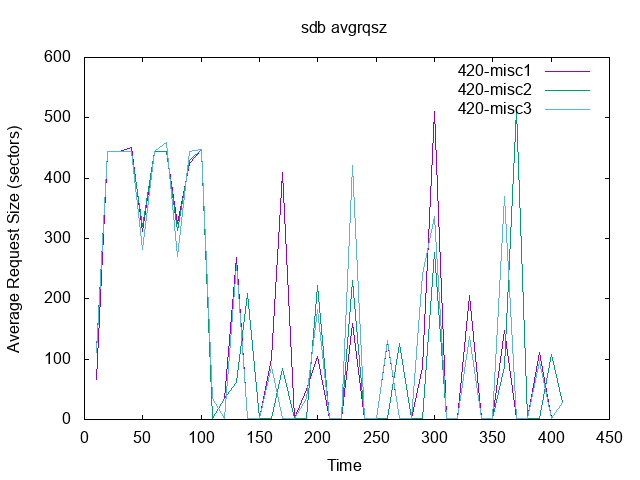 sdb avgrqsz
Average Request Size (sectors)
600
500
400
300
200
100
0
420-misc1
420-misc2
420-misc3
0 50 100 150 200 250 300 350 400 450
Time